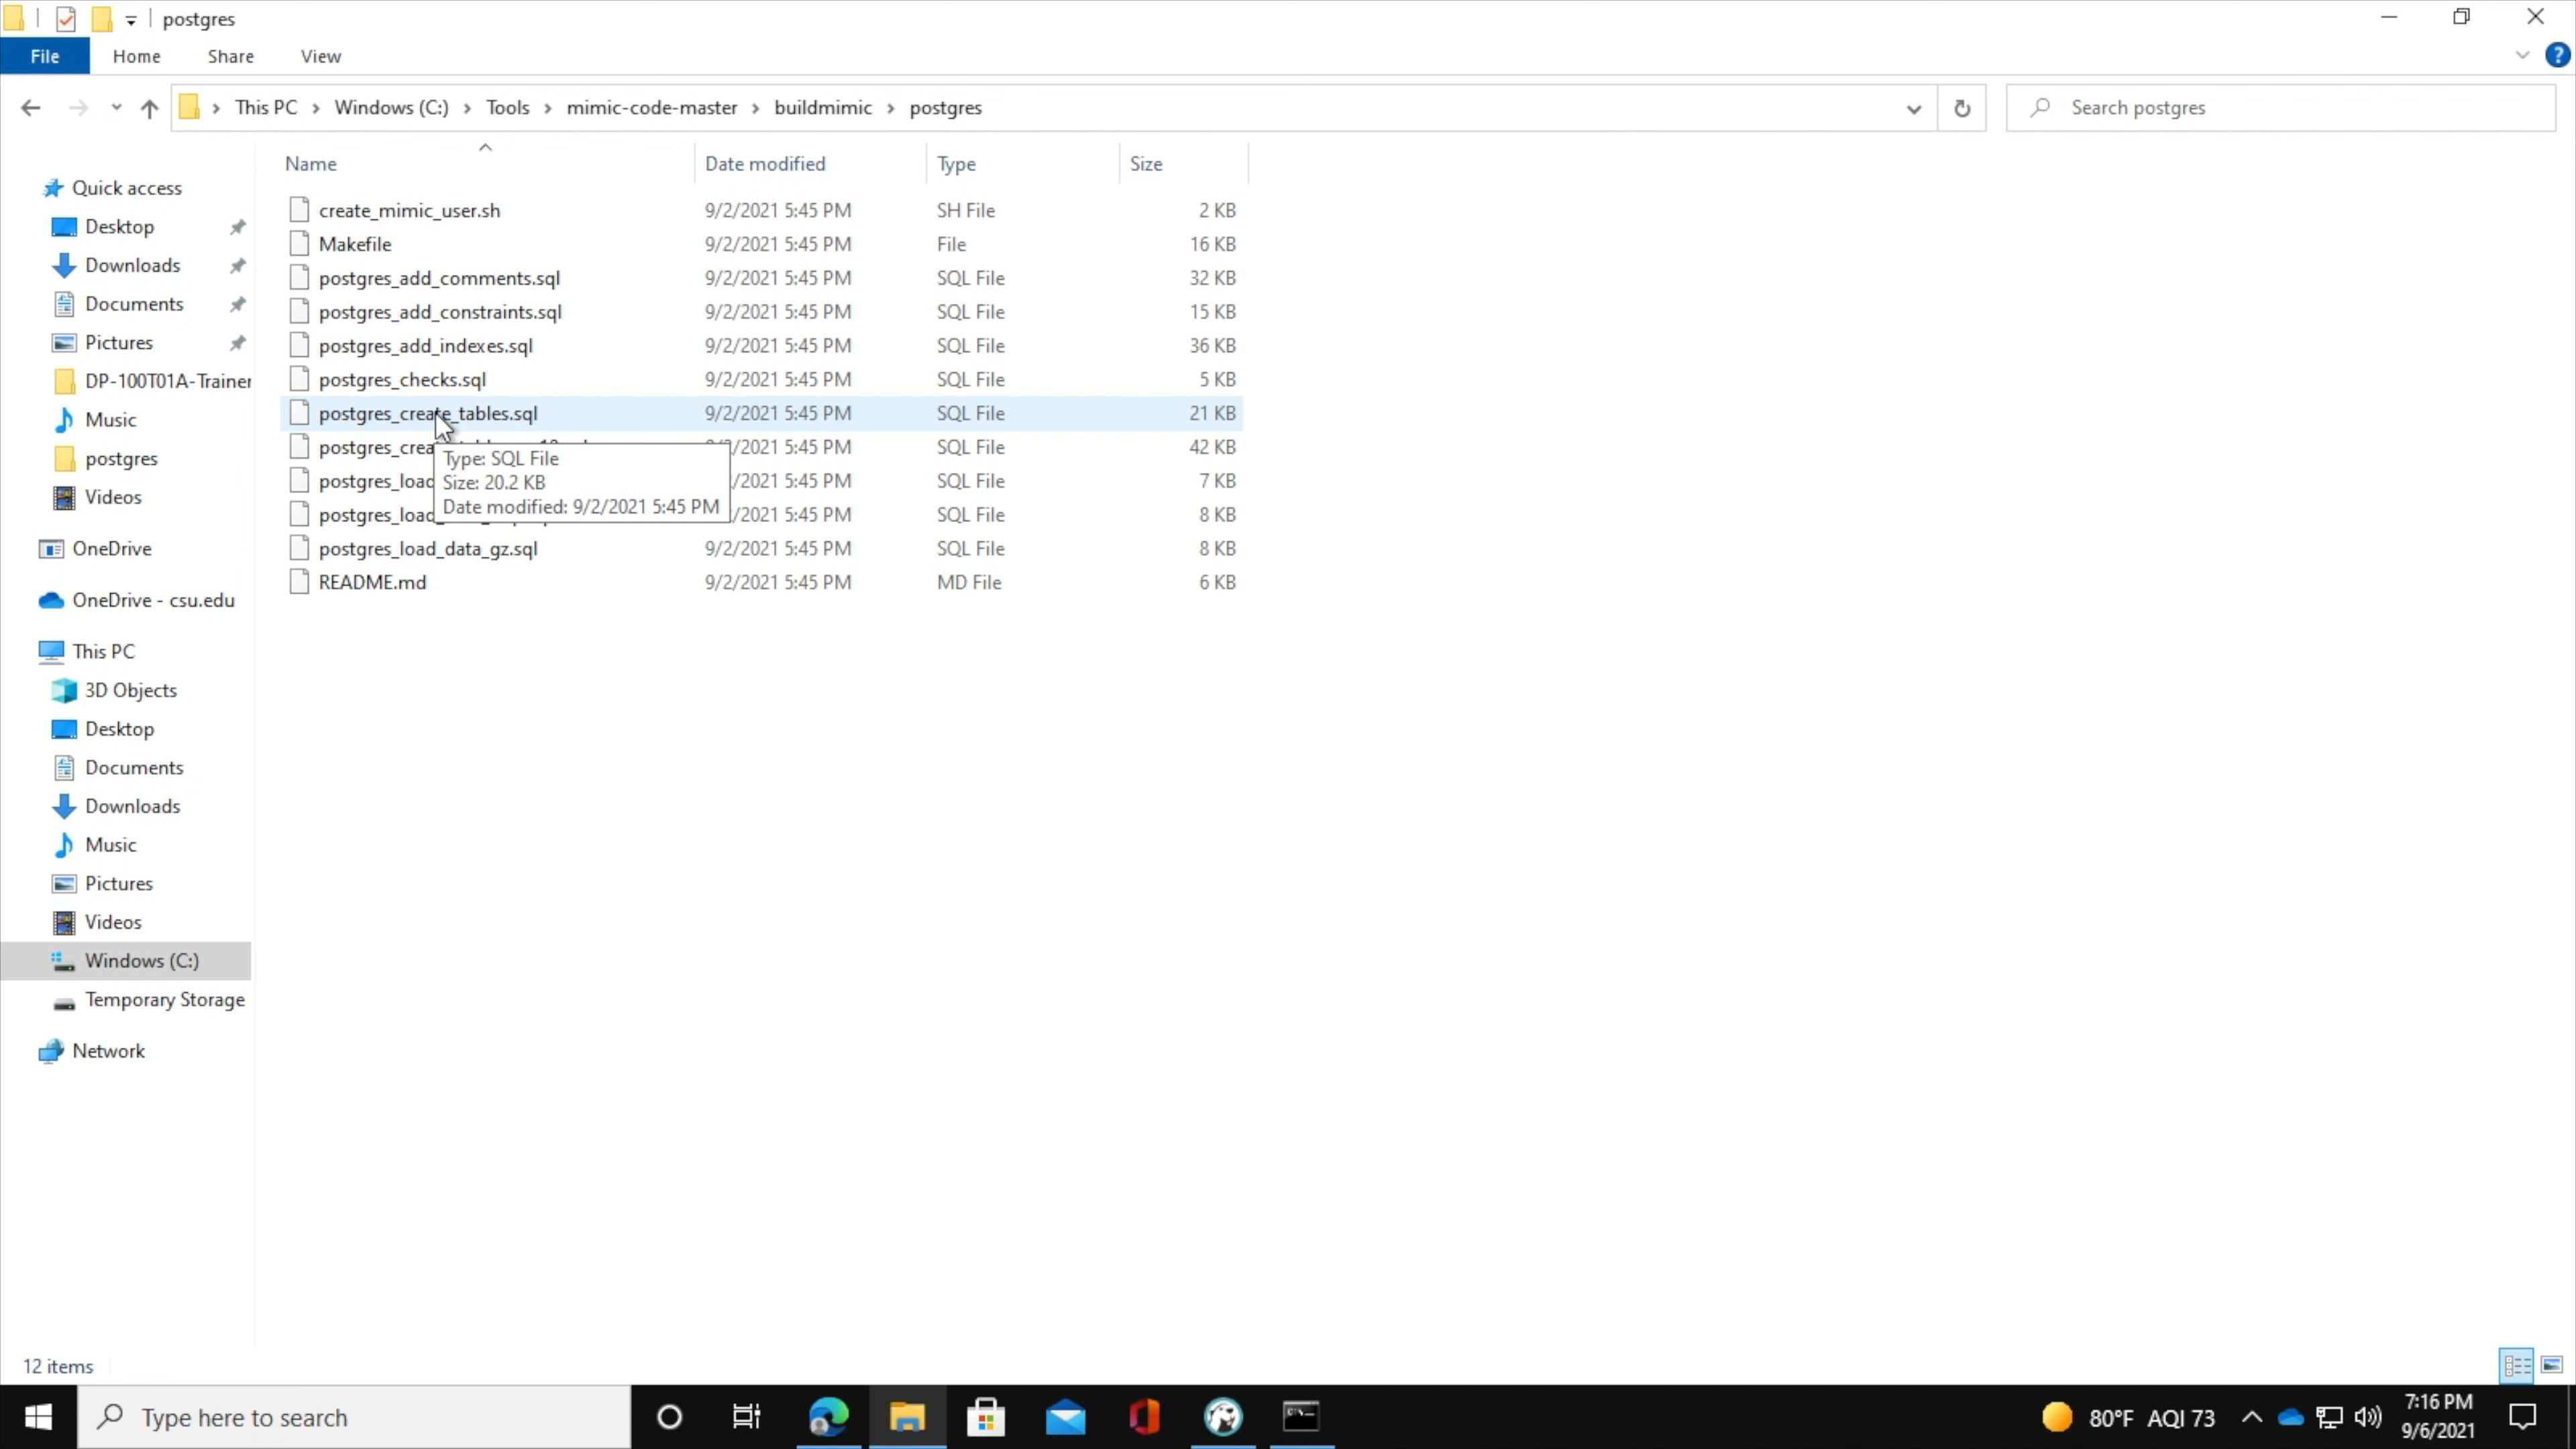 postgres
File Home Share View
This PC Windows (C:) Tools mimic-code-master buildmimic postgres
Search postgres
Name Date modified Type Size
create_mimic_user.sh 9/2/2021 5:45 PM SH File 2 KB
Makefile 9/2/2021 5:45 PM File 16 KB
postgres_add_comments.sql 9/2/2021 5:45 PM SQL File 32 KB
postgres_add_constraints.sql 9/2/2021 5:45 PM SQL File 15 KB
postgres_add_indexes.sql 9/2/2021 5:45 PM SQL File 36 KB
postgres_checks.sql 9/2/2021 5:45 PM SQL File 5 KB
postgres_create_tables.sql 9/2/2021 5:45 PM SQL File 21 KB
SQL File 42 KB
/2021 5:45 PM SQL File 7 KB
/2021 5:45 PM SQL File 8 KB
Type: SQL File
Size: 20.2 KB
Date modified: 9/2/2021 5:45 PM
postgres_load_data_gz.sql 9/2/2021 5:45 PM SQL File 8 KB
README.md 9/2/2021 5:45 PM MD File 6 KB
Quick access
Desktop
Downloads
Documents
Pictures
DP-100T01A-Trainer
Music
postgres
Videos
OneDrive
OneDrive - csu.edu
This PC
3D Objects
Desktop
Documents
Downloads
Music
Pictures
Videos
Windows (C:)
Temporary Storage
Network
12 items
Type here to search
80°F AQI 73
7:16 PM
9/6/2021